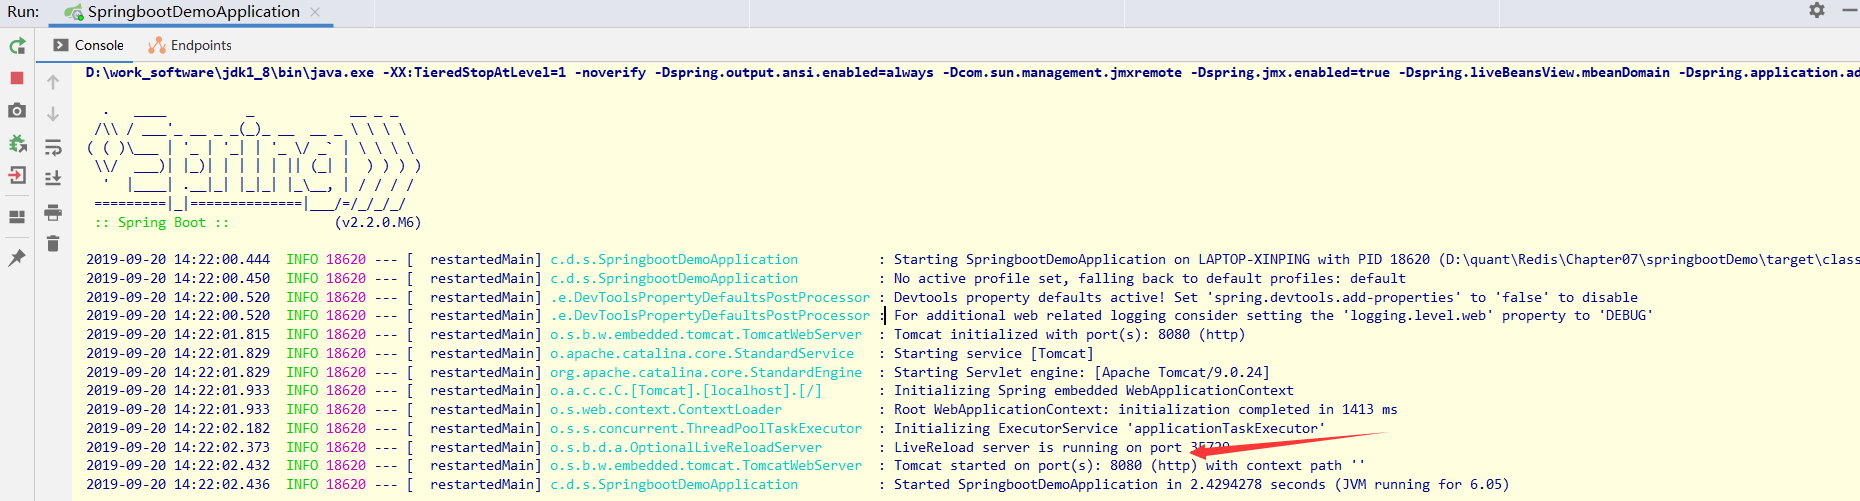 Run: SpringbootDemoApplication
Console Endpoints
D:\work_software\jdk1_8\bin\java.exe -XX:TieredStopAtLevel=1 -noverify -Dspring.output.ansi.enabled=always -Dcom.sun.management.jmxremote -Dspring.jmx.enabled=true -Dspring.liveBeansView.mbeanDomain -Dspring.application.ad
  .   ____          _            __ _ _
 /\\ / ___'_ __ _ _(_)_ __  __ _ \ \ \ \
( ( )\___ | '_ | '_| | '_ \/ _` | \ \ \ \
 \\/  ___)| |_)| | | | | || (_| |  ) ) ) )
  '  |____| .__|_| |_|_| |_\__, | / / / /
 =========|_|==============|___/=/_/_/_/
 :: Spring Boot ::             (v2.2.0.M6)
2019-09-20 14:22:00.444  INFO 18620 --- [  restartedMain] c.d.s.SpringbootDemoApplication          : Starting SpringbootDemoApplication on LAPTOP-XINPING with PID 18620 (D:\quant\Redis\Chapter07\springbootDemo\target\class
2019-09-20 14:22:00.450  INFO 18620 --- [  restartedMain] c.d.s.SpringbootDemoApplication          : No active profile set, falling back to default profiles: default
2019-09-20 14:22:00.520  INFO 18620 --- [  restartedMain] .e.DevToolsPropertyDefaultsPostProcessor : Devtools property defaults active! Set 'spring.devtools.add-properties' to 'false' to disable
2019-09-20 14:22:00.520  INFO 18620 --- [  restartedMain] .e.DevToolsPropertyDefaultsPostProcessor : For additional web related logging consider setting the 'logging.level.web' property to 'DEBUG'
2019-09-20 14:22:01.815  INFO 18620 --- [  restartedMain] o.s.b.w.embedded.tomcat.TomcatWebServer  : Tomcat initialized with port(s): 8080 (http)
2019-09-20 14:22:01.829  INFO 18620 --- [  restartedMain] o.apache.catalina.core.StandardService   : Starting service [Tomcat]
2019-09-20 14:22:01.829  INFO 18620 --- [  restartedMain] org.apache.catalina.core.StandardEngine  : Starting Servlet engine: [Apache Tomcat/9.0.24]
2019-09-20 14:22:01.933  INFO 18620 --- [  restartedMain] o.a.c.c.C.[Tomcat].[localhost].[/]       : Initializing Spring embedded WebApplicationContext
2019-09-20 14:22:01.933  INFO 18620 --- [  restartedMain] o.s.web.context.ContextLoader            : Root WebApplicationContext: initialization completed in 1413 ms
2019-09-20 14:22:02.182  INFO 18620 --- [  restartedMain] o.s.s.concurrent.ThreadPoolTaskExecutor  : Initializing ExecutorService 'applicationTaskExecutor'
2019-09-20 14:22:02.373  INFO 18620 --- [  restartedMain] o.s.b.d.a.OptionalLiveReloadServer       : LiveReload server is running on port 35729
2019-09-20 14:22:02.432  INFO 18620 --- [  restartedMain] o.s.b.w.embedded.tomcat.TomcatWebServer  : Tomcat started on port(s): 8080 (http) with context path ''
2019-09-20 14:22:02.436  INFO 18620 --- [  restartedMain] c.d.s.SpringbootDemoApplication          : Started SpringbootDemoApplication in 2.4294278 seconds (JVM running for 6.05)